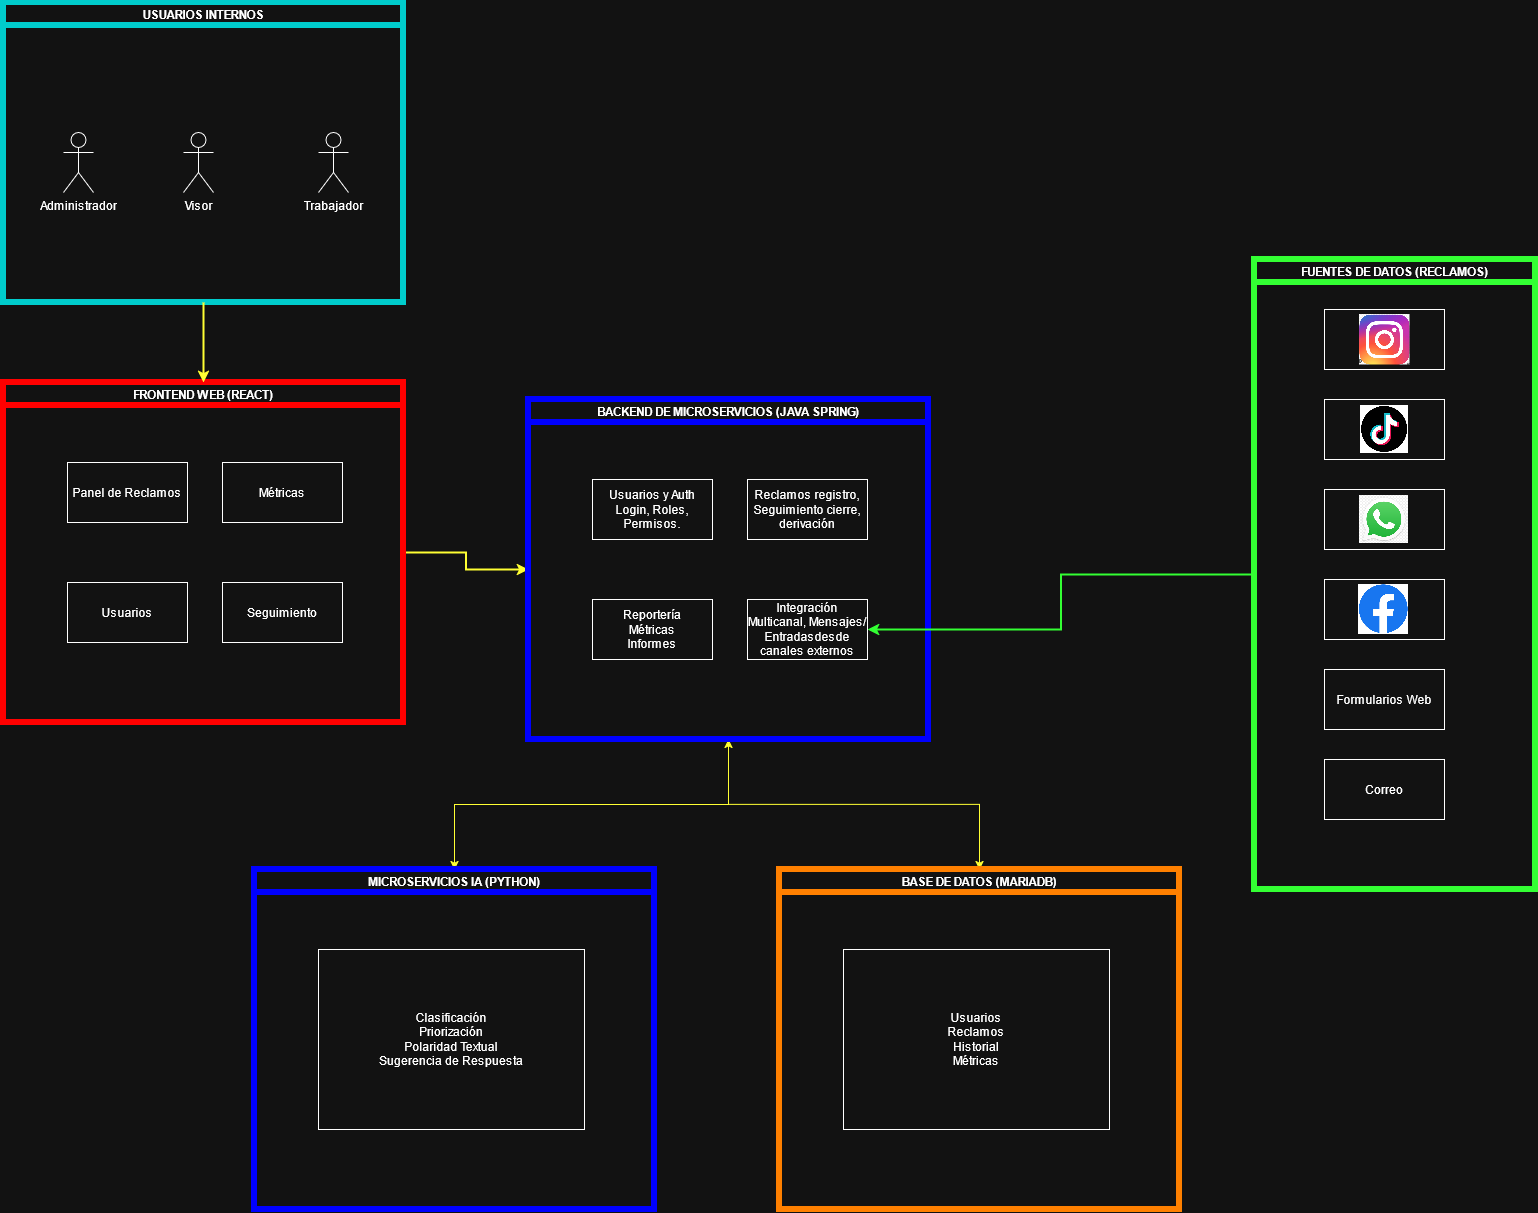 USUARIOS INTERNOS
Administrador
Visor
Trabajador
FRONTEND WEB (REACT)
Panel de Reclamos
Métricas
Usuarios
Seguimiento
BACKEND DE MICROSERVICIOS (JAVA SPRING)
Usuarios y Auth
Login, Roles,
Permisos.
Reclamos registro,
Seguimiento cierre,
derivación
Reportería
Métricas
Informes
Integración
Multicanal, Mensajes/
Entradas desde
canales externos
FUENTES DE DATOS (RECLAMOS)
Formularios Web
Correo
MICROSERVICIOS IA (PYTHON)
Clasificación
Priorización
Polaridad Textual
Sugerencia de Respuesta
BASE DE DATOS (MARIADB)
Usuarios
Reclamos
Historial
Métricas